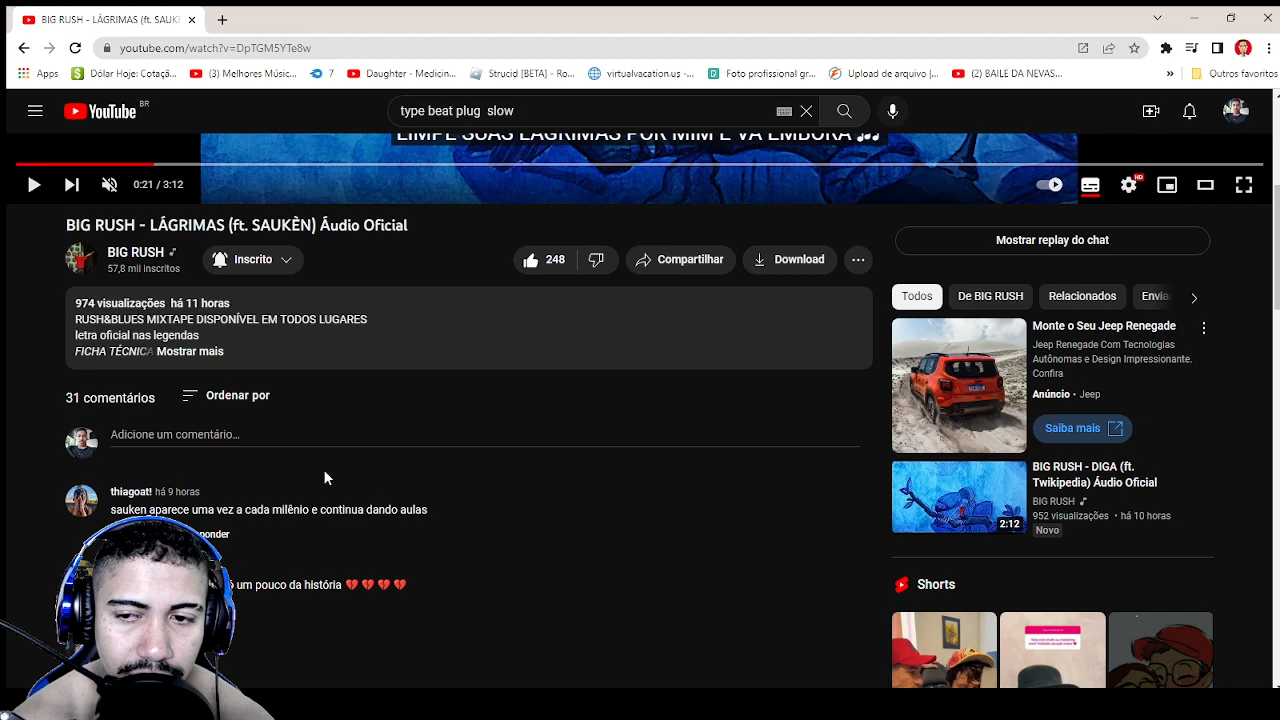 BIG RUSH - LÁGRIMAS (ft. SAUKÈ
youtube.com/watch?v=DpTGM5YTe8w
Apps
Dólar Hoje: Cotaçã...
(3) Melhores Músic...
7
Daughter - Medicin...
Strucid [BETA] - Ro...
virtualvacation.us -...
Foto profissional gr...
Upload de arquivo |...
(2) BAILE DA NEVAS...
»
Outros favoritos
YouTube BR
type beat plug slow
LIMPE SUAS LÁGRIMAS POR MIM E VÁ EMBORA 🎶
0:21 / 3:12
HD
BIG RUSH - LÁGRIMAS (ft. SAUKÈN) Áudio Oficial
BIG RUSH
57,8 mil inscritos
Inscrito
248
Compartilhar
Download
974 visualizações há 11 horas
RUSH&BLUES MIXTAPE DISPONÍVEL EM TODOS LUGARES
letra oficial nas legendas
FICHA TÉCNICA Mostrar mais
31 comentários
Ordenar por
Adicione um comentário...
thiagoat! há 9 horas
sauken aparece uma vez a cada milênio e continua dando aulas
ponder
um pouco da história 💔 💔 💔 💔
Mostrar replay do chat
Todos
De BIG RUSH
Relacionados
Envia
Monte o Seu Jeep Renegade
Jeep Renegade Com Tecnologias
Autônomas e Design Impressionante.
Confira
Anúncio • Jeep
Saiba mais
BIG RUSH - DIGA (ft.
Twikipedia) Áudio Oficial
BIG RUSH
952 visualizações • há 10 horas
Novo
2:12
Shorts